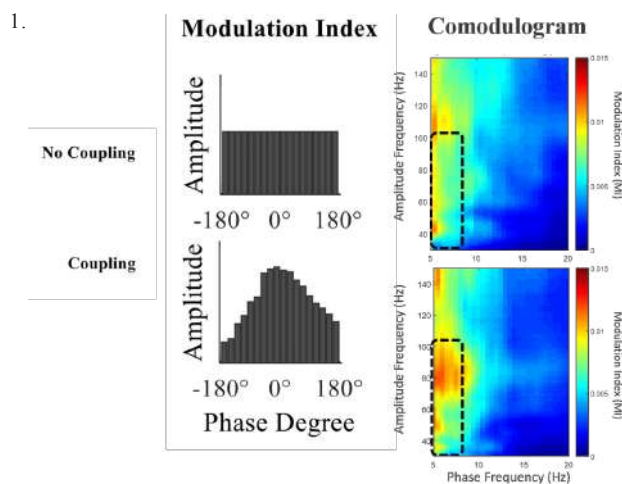 1.
Modulation Index
Comodulogram
No Coupling
Amplitude
-180° 0° 180°
Amplitude Frequency (Hz)
140
120
100
80
60
40
5 10 15 20
0.015
0.01
0.005
0
Modulation Index (MI)
Coupling
Amplitude
-180° 0° 180°
Phase Degree
Amplitude Frequency (Hz)
140
120
100
80
60
40
5 10 15 20
Phase Frequency (Hz)
0.015
0.01
0.005
0
Modulation Index (MI)